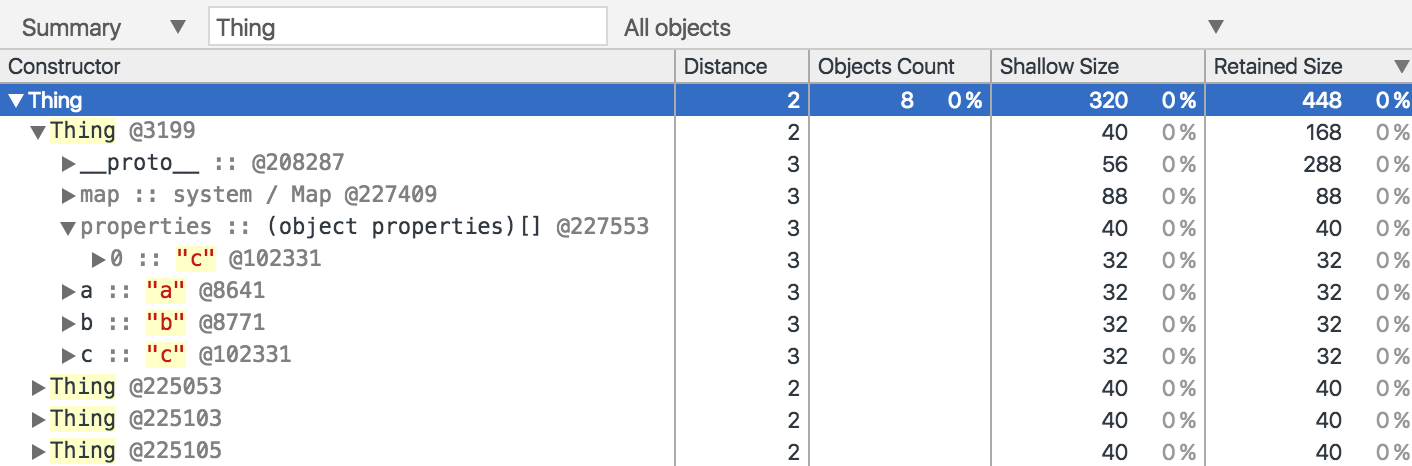 Summary ▼ Thing All objects ▼
Constructor Distance Objects Count Shallow Size Retained Size ▼
▼Thing 2 8 0% 320 0% 448 0%
▼Thing @3199 2 40 0% 168 0%
▶__proto__ :: @208287 3 56 0% 288 0%
▶map :: system / Map @227409 3 88 0% 88 0%
▼properties :: (object properties)[] @227553 3 40 0% 40 0%
▶0 :: "c" @102331 3 32 0% 32 0%
▶a :: "a" @8641 3 32 0% 32 0%
▶b :: "b" @8771 3 32 0% 32 0%
▶c :: "c" @102331 3 32 0% 32 0%
▶Thing @225053 2 40 0% 40 0%
▶Thing @225103 2 40 0% 40 0%
▶Thing @225105 2 40 0% 40 0%